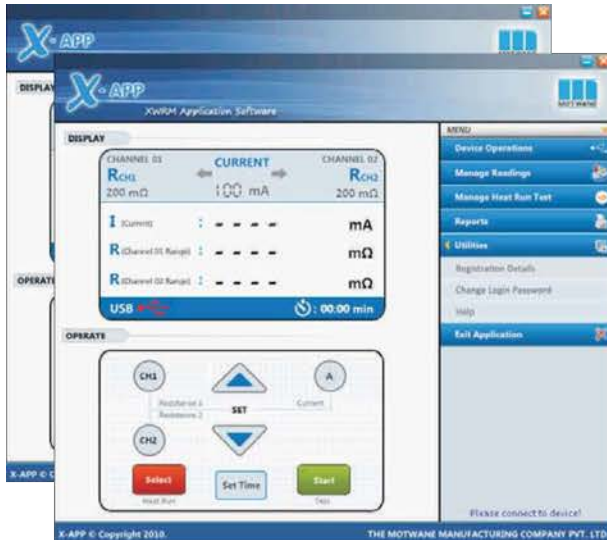 X-APP
DISPLAY
OPERATE
X-APP ©
X-APP
XWRM Application Software
MOTWANE
DISPLAY
CHANNEL 01
CURRENT
CHANNEL 02
RCH1
RCH2
200 mΩ
100 mA
200 mΩ
I (Current) : - - - - mA
R (Channel 01 Range) : - - - - mΩ
R (Channel 02 Range) : - - - - mΩ
USB
: 00:00 min
OPERATE
CH1
A
Resistance 1
SET
Current
Resistance 2
CH2
Select
Set Time
Start
Heat Run
Test
MENU
Device Operations
Manage Readings
Manage Heat Run Test
Reports
Utilities
Registration Details
Change Login Password
Help
Exit Application
Please connect to device!
X-APP © Copyright 2010.
THE MOTWANE MANUFACTURING COMPANY PVT. LTD